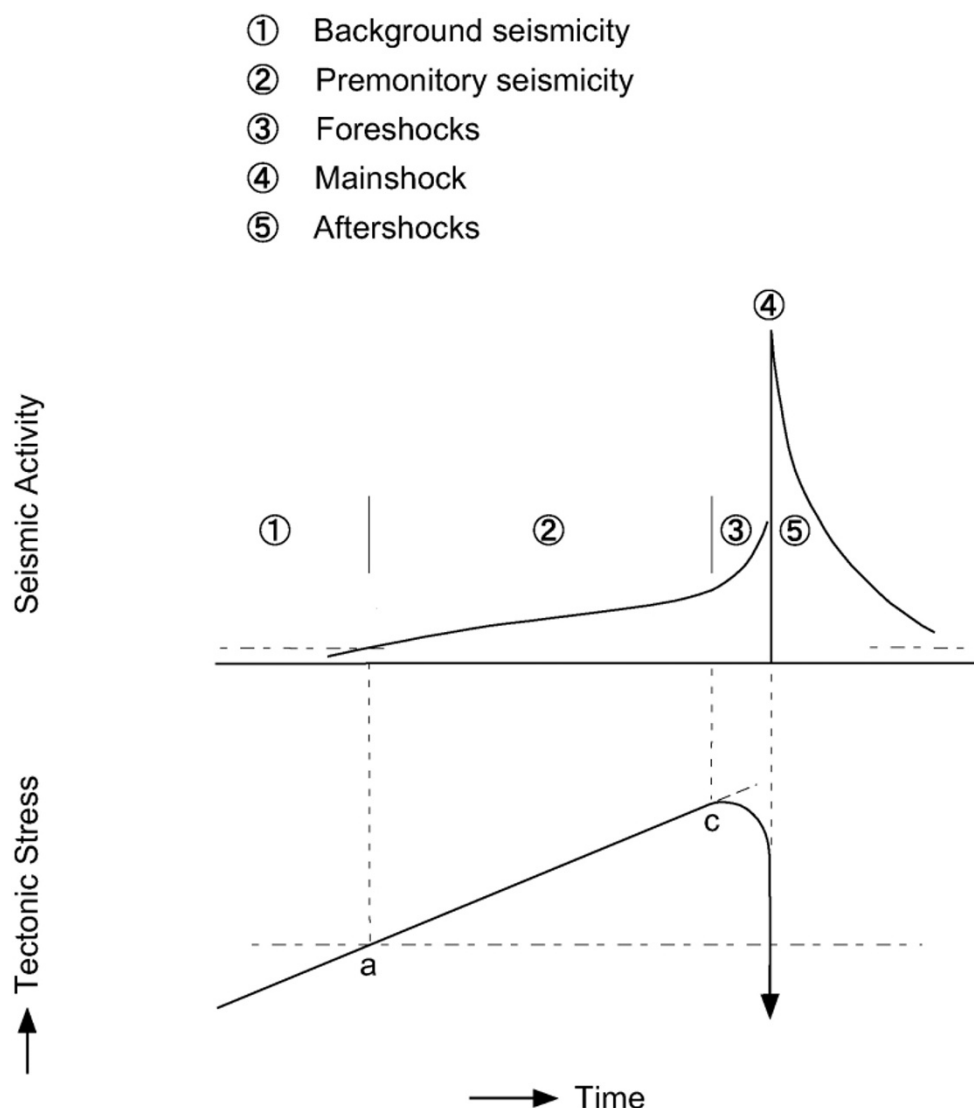 ① Background seismicity
② Premonitory seismicity
③ Foreshocks
④ Mainshock
⑤ Aftershocks
④
Seismic Activity
① ② ③ ⑤
Tectonic Stress
c
a
Time